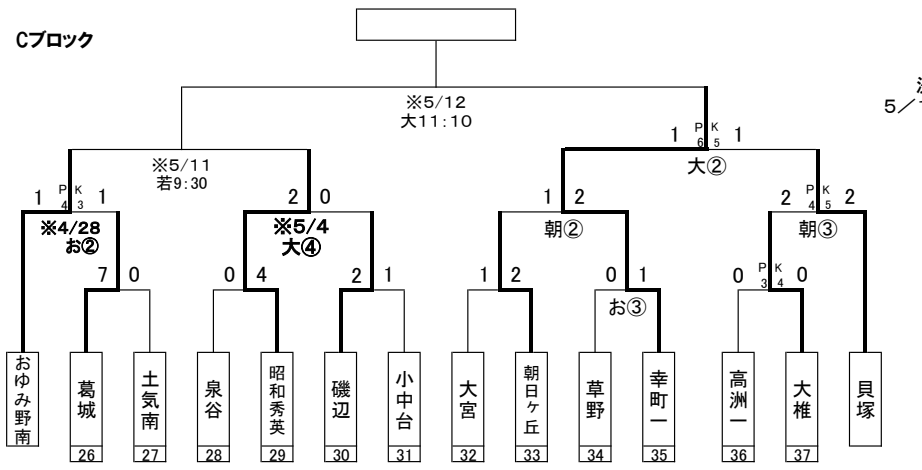 Cブロック
※5/12
大11:10
決
5/1
1 PK 1
6 5
大②
※5/11
若9:30
1 PK 1
4 3
※4/28
お②
2 0
※5/4
大④
1 2
朝②
2 PK 2
4 5
朝③
7 0
0 4
2 1
1 2
0 1
お③
0 PK 0
3 4
おゆみ野南
葛城
26
土気南
27
泉谷
28
昭和秀英
29
磯辺
30
小中台
31
大宮
32
朝日ヶ丘
33
草野
34
幸町一
35
高洲一
36
大椎
37
貝塚